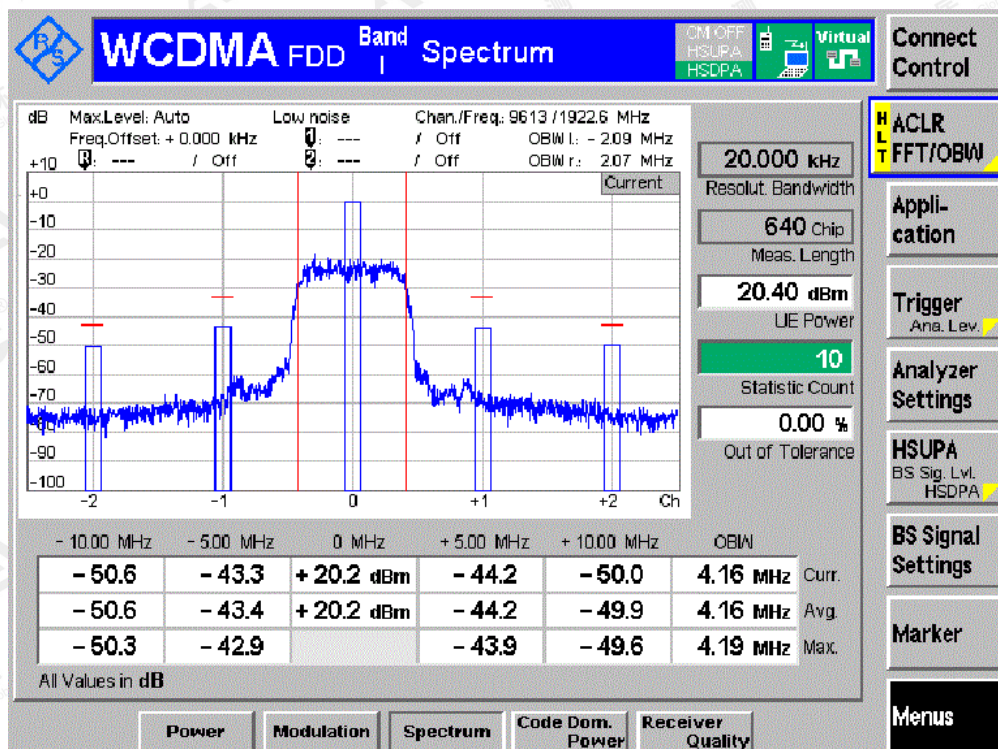 R&S
WCDMA FDD Band I Spectrum
CM OFF
HSUPA
HSDPA
Virtual
Connect Control
dB Max.Level: Auto Low noise Chan./Freq.: 9613 / 1922.6 MHz
Freq.Offset: + 0.000 kHz 1: --- / Off OBW l.: - 2.09 MHz
R: --- / Off 2: --- / Off OBW r.: 2.07 MHz
Current
+10
+0
-10
-20
-30
-40
-50
-60
-70
-80
-90
-100
-2 -1 0 +1 +2 Ch
20.000 kHz
Resolut. Bandwidth
640 Chip
Meas. Length
20.40 dBm
UE Power
10
Statistic Count
0.00 %
Out of Tolerance
- 10.00 MHz - 5.00 MHz 0 MHz + 5.00 MHz + 10.00 MHz OBW
- 50.6 - 43.3 + 20.2 dBm - 44.2 - 50.0 4.16 MHz Curr.
- 50.6 - 43.4 + 20.2 dBm - 44.2 - 49.9 4.16 MHz Avg.
- 50.3 - 42.9 - 43.9 - 49.6 4.19 MHz Max.
All Values in dB
HLT
ACLR
FFT/OBW
Appli-
cation
Trigger
Ana. Lev.
Analyzer
Settings
HSUPA
BS Sig. Lvl.
HSDPA
BS Signal
Settings
Marker
Menus
Power
Modulation
Spectrum
Code Dom.
Power
Receiver
Quality